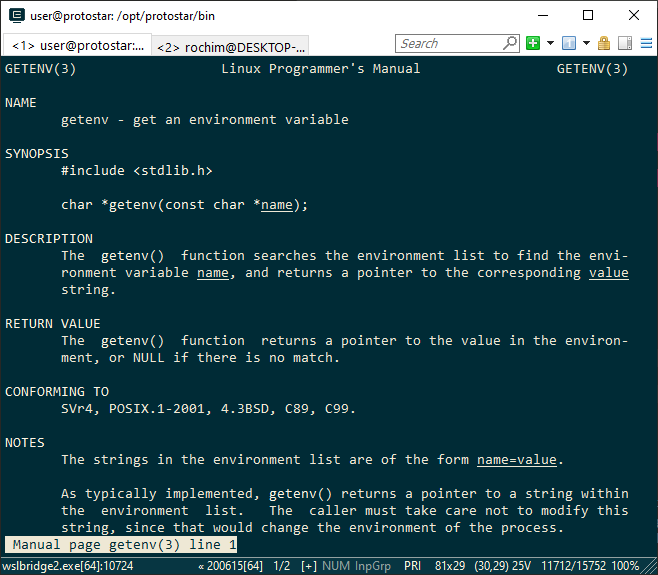 user@protostar: /opt/protostar/bin
<1> user@protostar:... <2> rochim@DESKTOP-... Search
GETENV(3) Linux Programmer's Manual GETENV(3)
NAME
getenv - get an environment variable
SYNOPSIS
#include <stdlib.h>
char *getenv(const char *name);
DESCRIPTION
The getenv() function searches the environment list to find the envi-
ronment variable name, and returns a pointer to the corresponding value
string.
RETURN VALUE
The getenv() function returns a pointer to the value in the environ-
ment, or NULL if there is no match.
CONFORMING TO
SVr4, POSIX.1-2001, 4.3BSD, C89, C99.
NOTES
The strings in the environment list are of the form name=value.
As typically implemented, getenv() returns a pointer to a string within
the environment list. The caller must take care not to modify this
string, since that would change the environment of the process.
Manual page getenv(3) line 1
wslbridge2.exe[64]:10724 « 200615[64] 1/2 [+] NUM InpGrp PRI 81x29 (30,29) 25V 11712/15752 100%